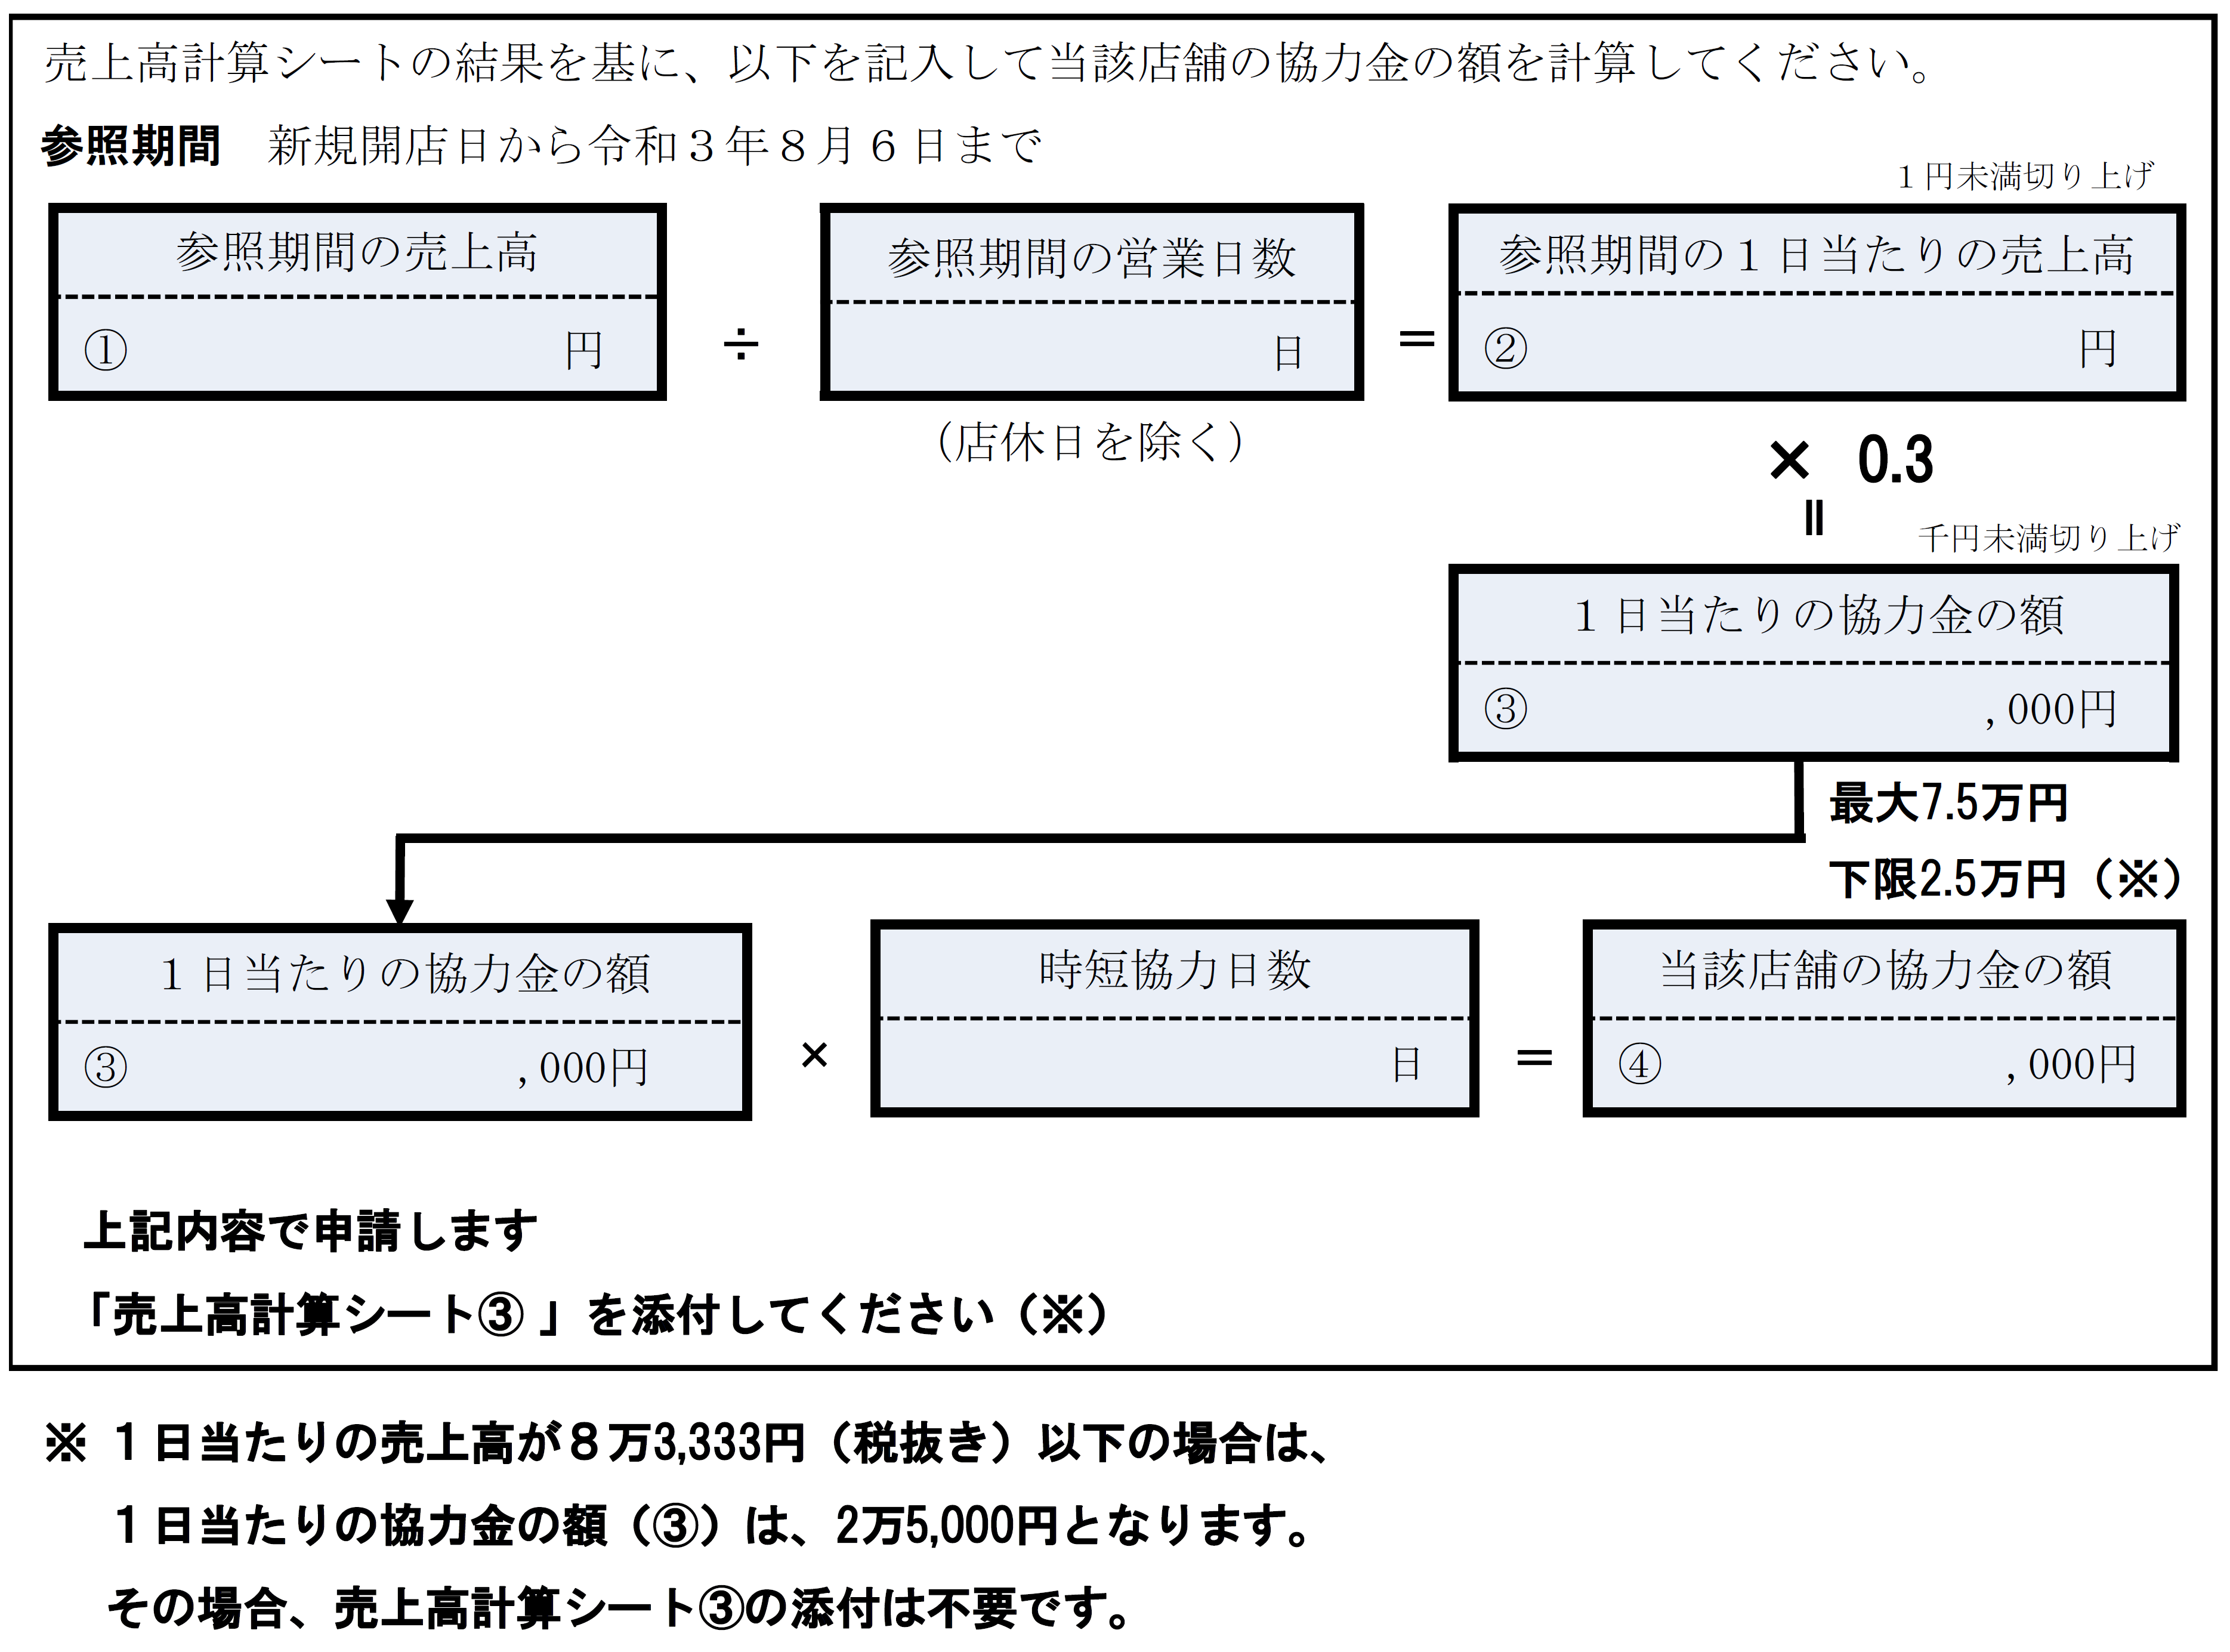 売上高計算シートの結果を基に、以下を記入して当該店舗の協力金の額を計算してください。
参照期間　新規開店日から令和３年８月６日まで
１円未満切り上げ
参照期間の売上高
① 円
÷
参照期間の営業日数
日
（店休日を除く）
＝
参照期間の１日当たりの売上高
② 円
× 0.3
＝
千円未満切り上げ
１日当たりの協力金の額
③ ,000円
最大7.5万円
下限2.5万円（※）
１日当たりの協力金の額
③ ,000円
×
時短協力日数
日
＝
当該店舗の協力金の額
④ ,000円
上記内容で申請します
「売上高計算シート③」を添付してください（※）
※ １日当たりの売上高が８万3,333円（税抜き）以下の場合は、
１日当たりの協力金の額（③）は、2万5,000円となります。
その場合、売上高計算シート③の添付は不要です。